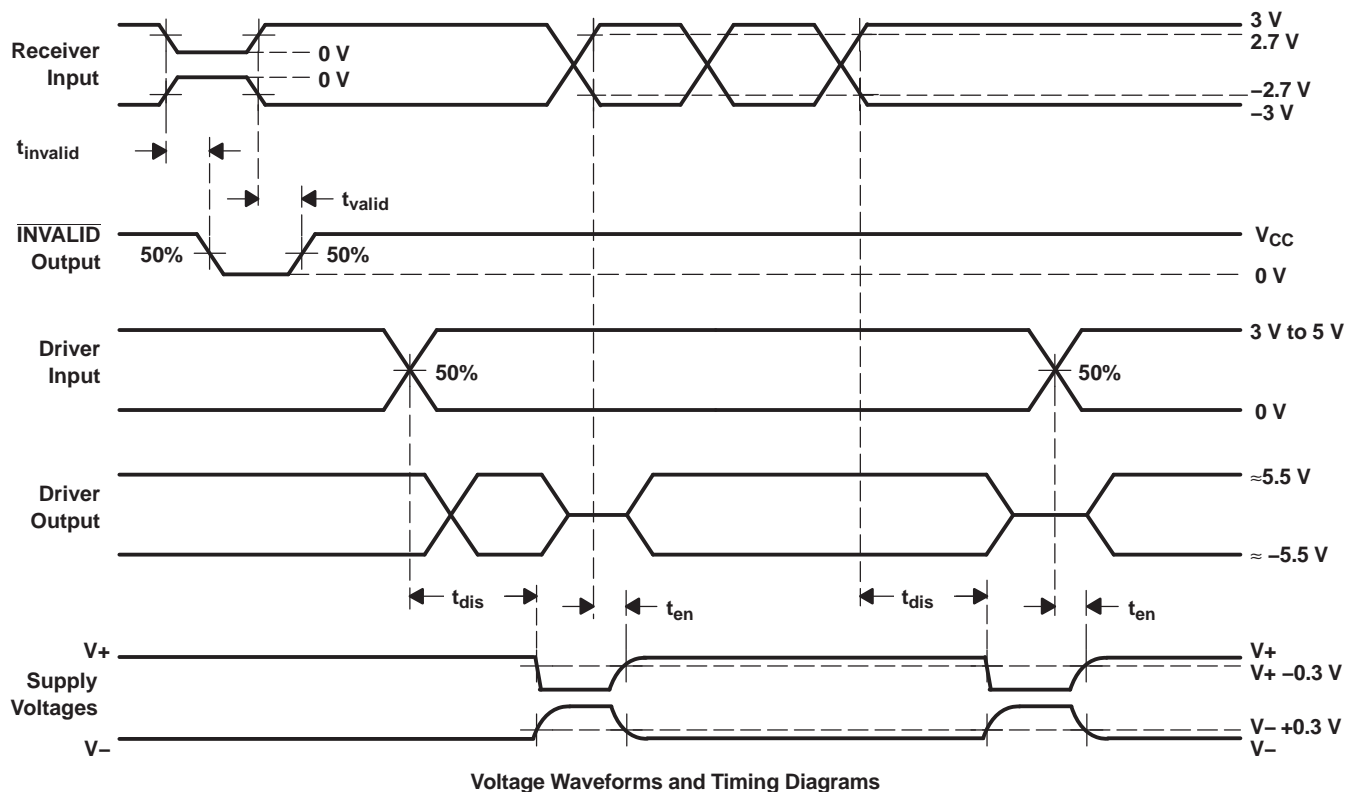 Receiver
Input
0 V
0 V
3 V
2.7 V
−2.7 V
−3 V
tinvalid
tvalid
INVALID
Output
50%
50%
VCC
0 V
Driver
Input
50%
50%
3 V to 5 V
0 V
Driver
Output
≈5.5 V
≈ −5.5 V
tdis
ten
tdis
ten
V+
Supply
Voltages
V−
V+
V+ −0.3 V
V− +0.3 V
V−
Voltage Waveforms and Timing Diagrams